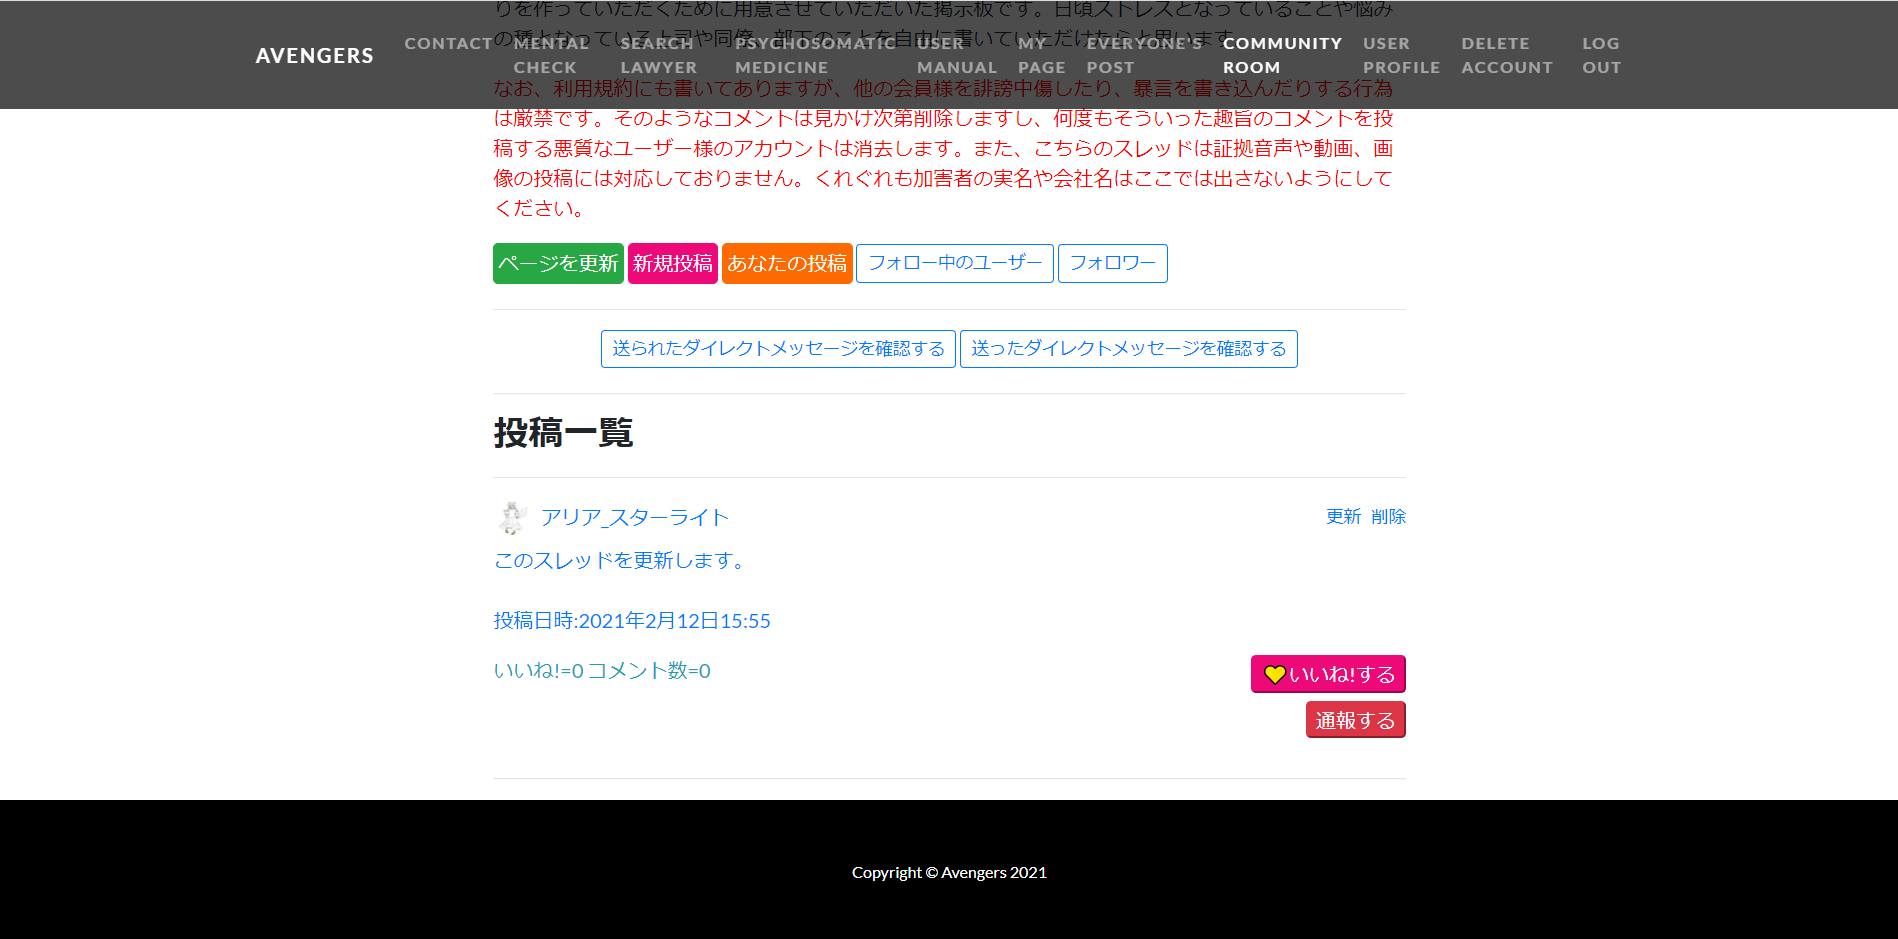 りを作っていただくために用意させていただいた掲示板です。日頃ストレスとなっていることや悩み
の種となっている上司や同僚、部下のことを自由に書いていただけたらと思います。
AVENGERS
CONTACT
MENTAL CHECK
SEARCH LAWYER
PSYCHOSOMATIC MEDICINE
USER MANUAL
MY PAGE
EVERYONE'S POST
COMMUNITY ROOM
USER PROFILE
DELETE ACCOUNT
LOG OUT
なお、利用規約にも書いてありますが、他の会員様を誹謗中傷したり、暴言を書き込んだりする行為
は厳禁です。そのようなコメントは見かけ次第削除しますし、何度もそういった趣旨のコメントを投
稿する悪質なユーザー様のアカウントは消去します。また、こちらのスレッドは証拠音声や動画、画
像の投稿には対応しておりません。くれぐれも加害者の実名や会社名はここでは出さないようにして
ください。
ページを更新 新規投稿 あなたの投稿 フォロー中のユーザー フォロワー
送られたダイレクトメッセージを確認する 送ったダイレクトメッセージを確認する
投稿一覧
アリア_スターライト 更新 削除
このスレッドを更新します。
投稿日時:2021年2月12日15:55
いいね!=0 コメント数=0 いいね!する
通報する
Copyright © Avengers 2021